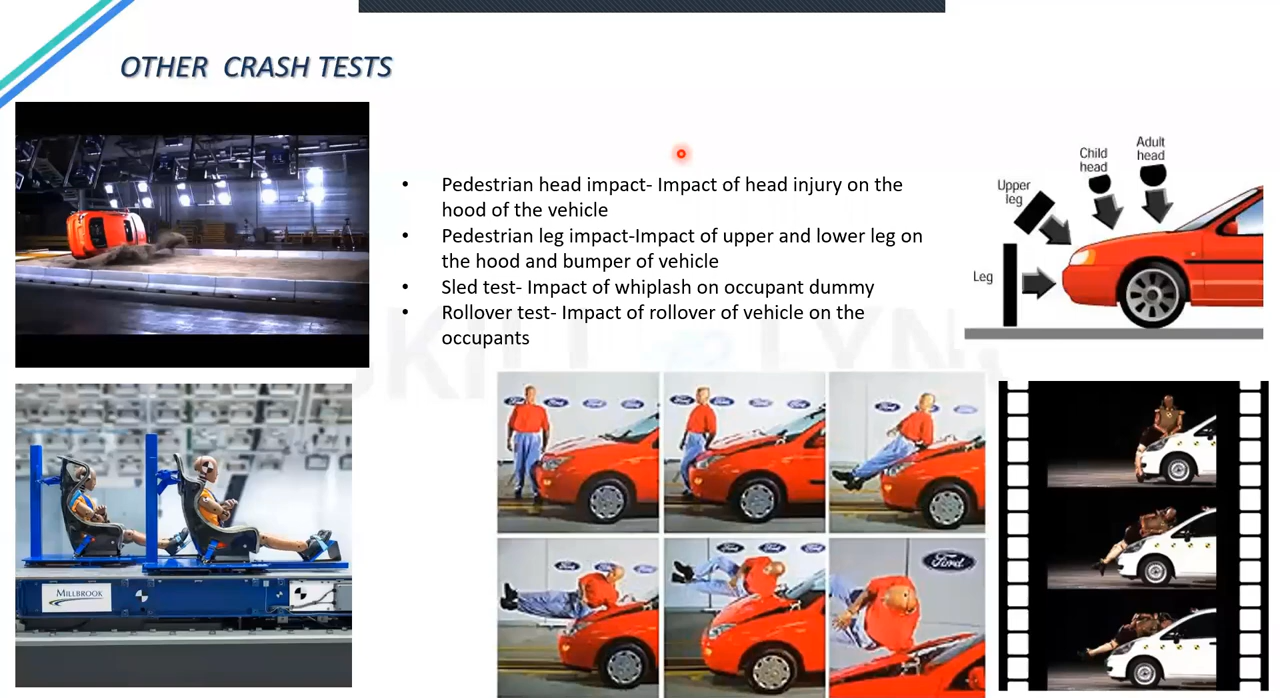 OTHER CRASH TESTS
• Pedestrian head impact- Impact of head injury on the
hood of the vehicle
• Pedestrian leg impact-Impact of upper and lower leg on
the hood and bumper of vehicle
• Sled test- Impact of whiplash on occupant dummy
• Rollover test- Impact of rollover of vehicle on the
occupants
Adult
head
Child
head
Upper
leg
Leg
MILLBROOK
Ford